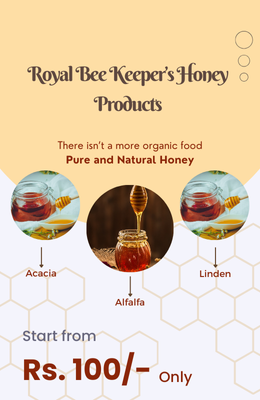 Royal Bee Keeper's Honey
Products
There isn't a more organic food
Pure and Natural Honey
Acacia
Alfalfa
Linden
Start from
Rs. 100/- Only